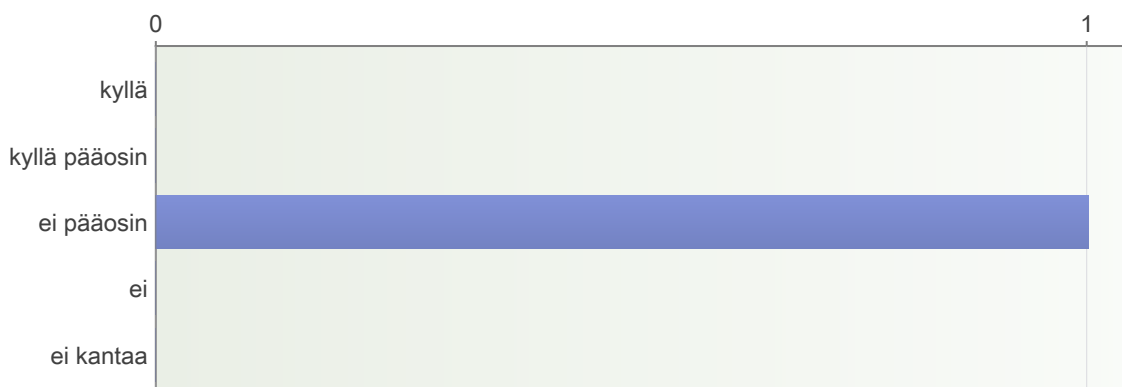 0 1
kyllä
kyllä pääosin
ei pääosin
ei
ei kantaa